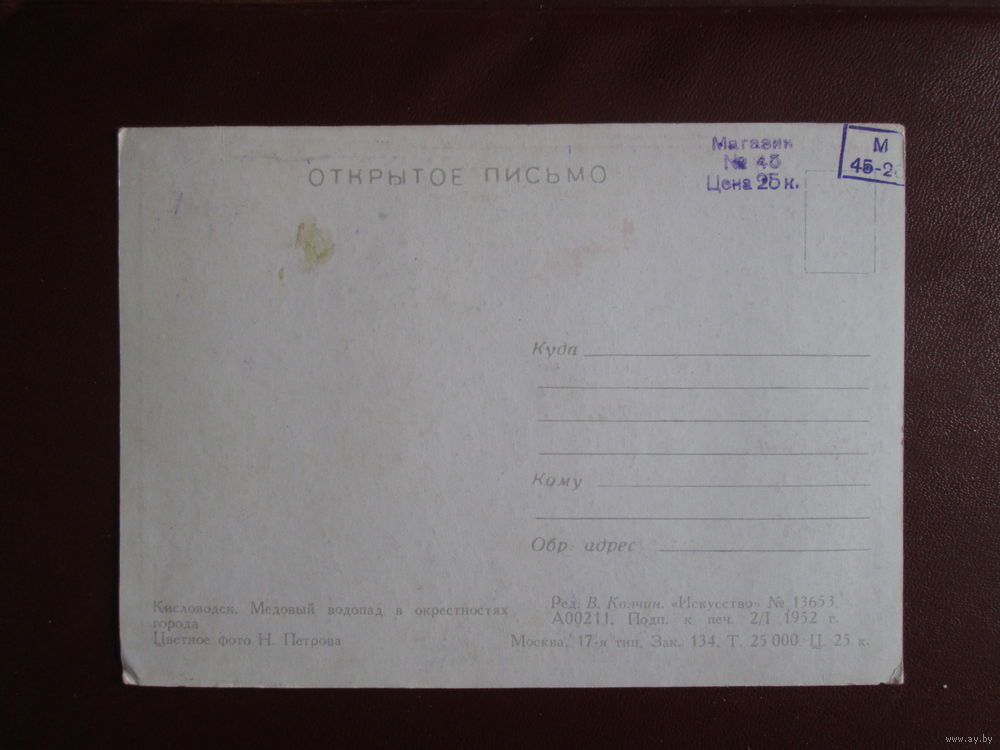 Магазин
№ 45
Цена 25 к.
М
45-2
ОТКРЫТОЕ ПИСЬМО
Куда
Кому
Обр. адрес
Кисловодск. Медовый водопад в окрестностях
города
Цветное фото Н. Петрова
Ред. В. Колчин. «Искусство» № 13653.
А00211. Подп. к печ. 2/I 1952 г.
Москва, 17-я тип. Зак. 134. Т. 25 000 Ц. 25 к.
www.ay.by